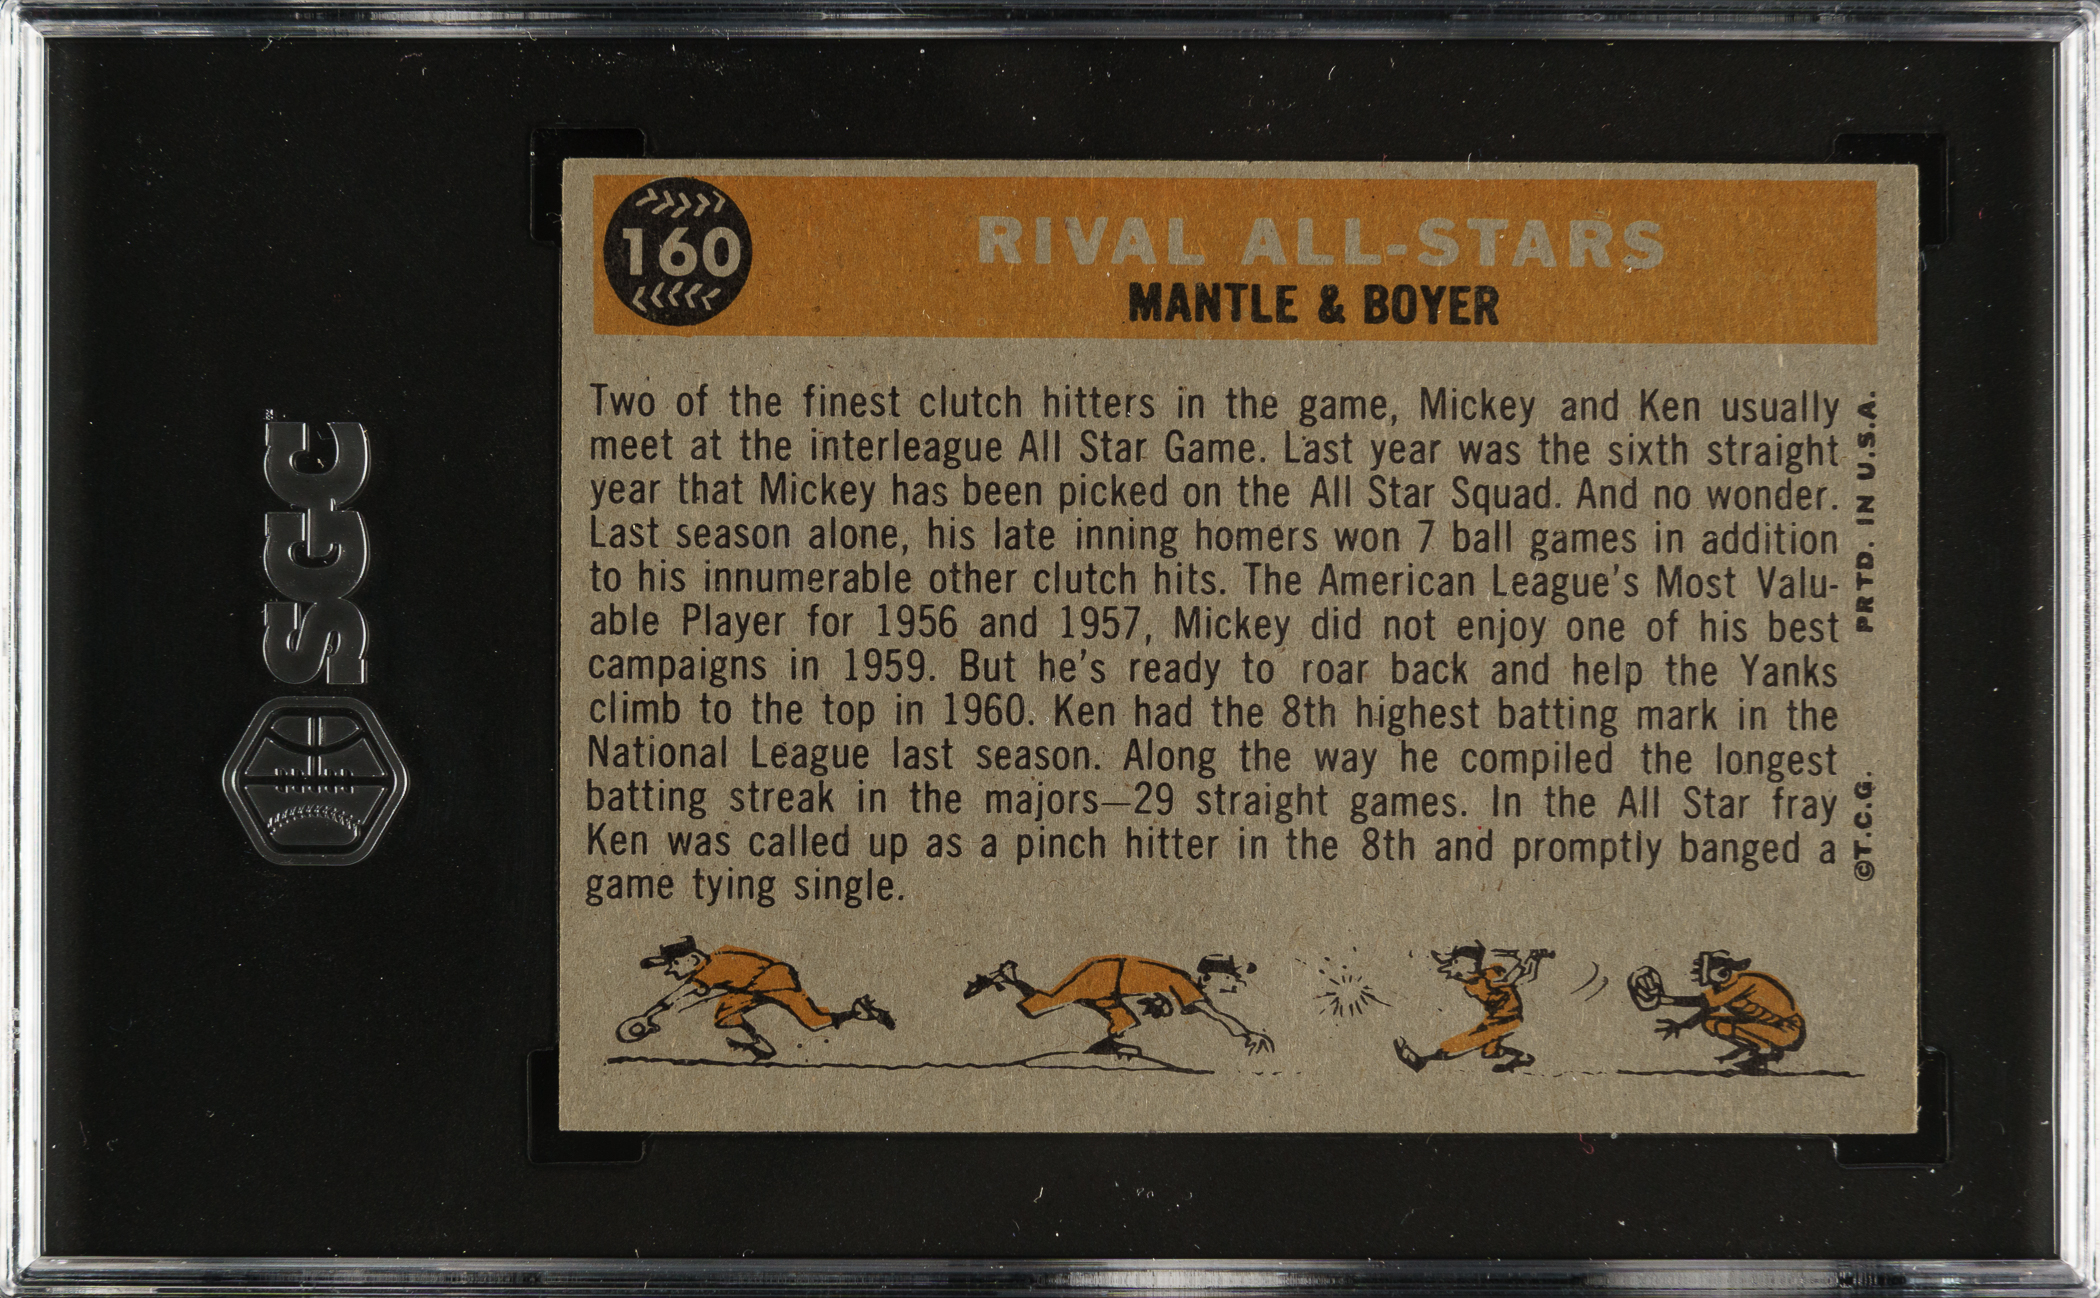 SGC
160
RIVAL ALL-STARS
MANTLE & BOYER
Two of the finest clutch hitters in the game, Mickey and Ken usually
meet at the interleague All Star Game. Last year was the sixth straight
year that Mickey has been picked on the All Star Squad. And no wonder.
Last season alone, his late inning homers won 7 ball games in addition
to his innumerable other clutch hits. The American League's Most Valu-
able Player for 1956 and 1957, Mickey did not enjoy one of his best
campaigns in 1959. But he's ready to roar back and help the Yanks
climb to the top in 1960. Ken had the 8th highest batting mark in the
National League last season. Along the way he compiled the longest
batting streak in the majors—29 straight games. In the All Star fray
Ken was called up as a pinch hitter in the 8th and promptly banged a
game tying single.
©T.C.G. PRTD. IN U.S.A.